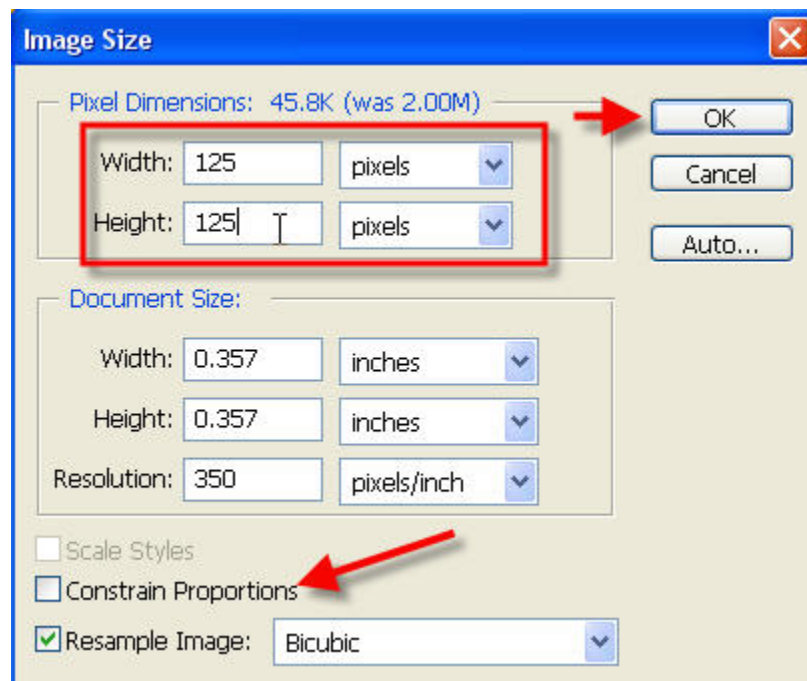 Image Size
Pixel Dimensions: 45.8K (was 2.00M)
OK
Width: 125 pixels
Cancel
Height: 125 pixels
Auto...
Document Size:
Width: 0.357 inches
Height: 0.357 inches
Resolution: 350 pixels/inch
Scale Styles
Constrain Proportions
Resample Image: Bicubic